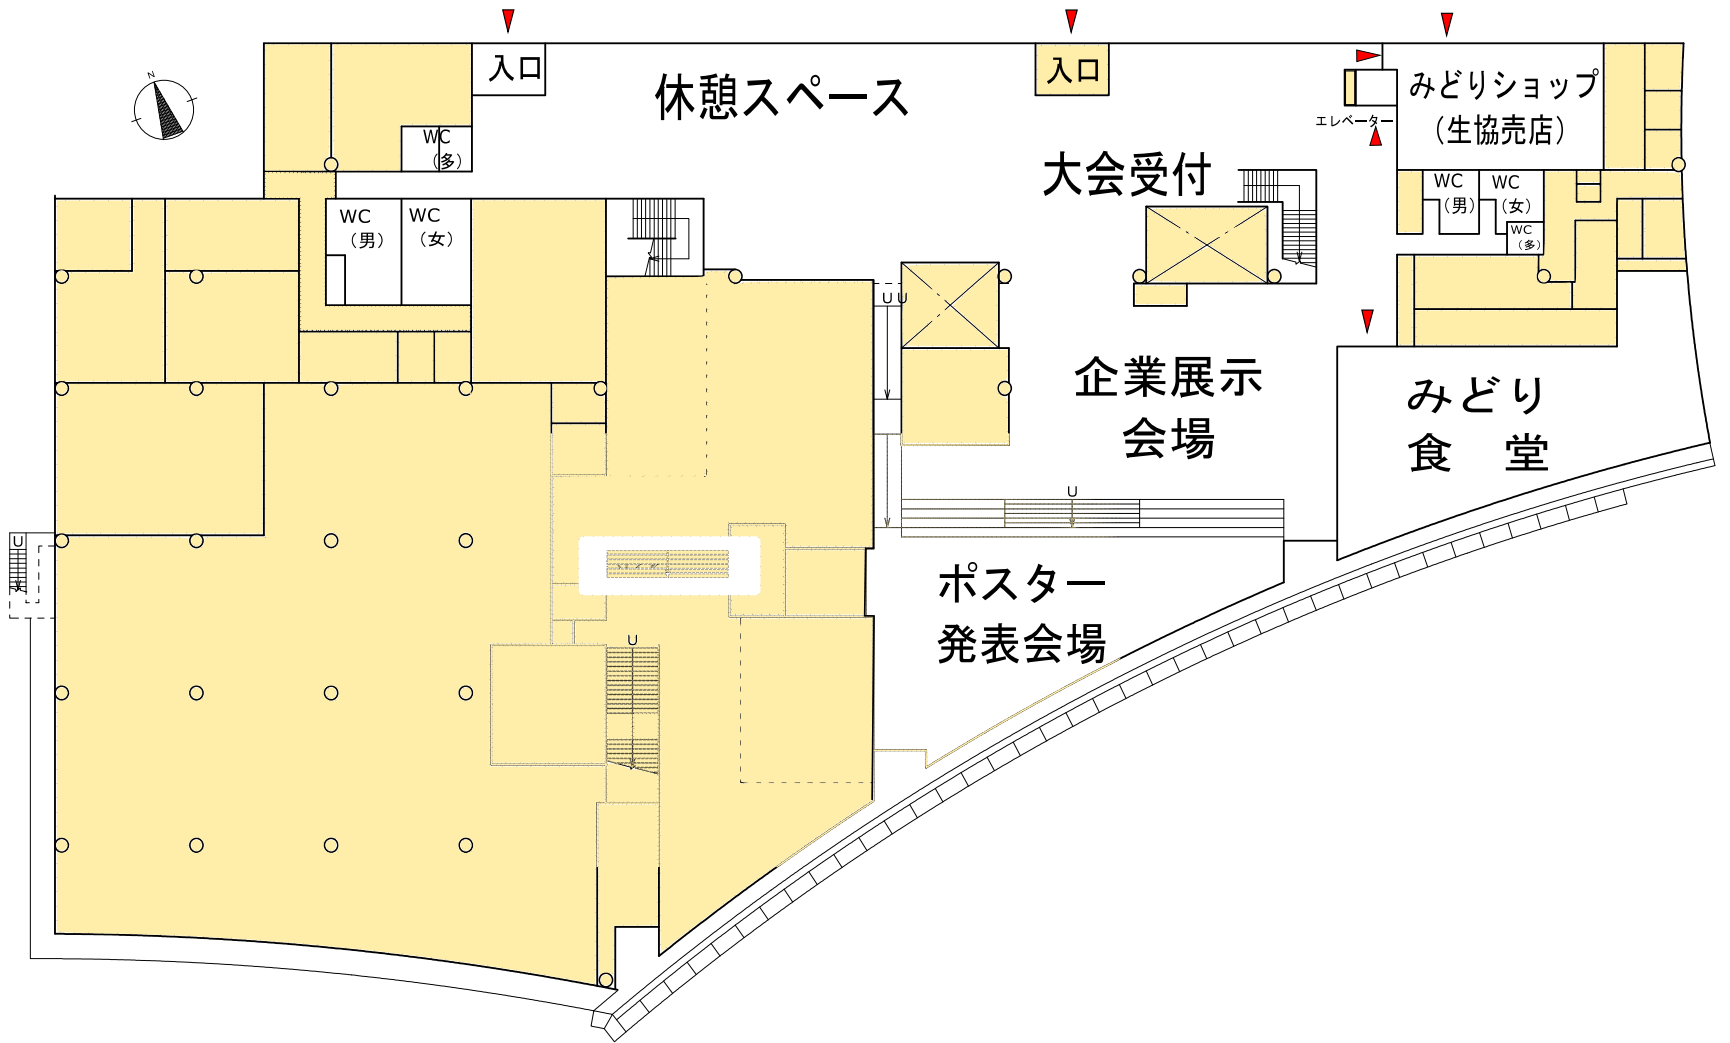 N
入口
休憩スペース
入口
みどりショップ
（生協売店）
エレベーター
WC
（多）
大会受付
WC
（男）
WC
（女）
WC
（男）
WC
（女）
WC
（多）
U
U
企業展示
会場
みどり
食　堂
U
U
ポスター
発表会場
U